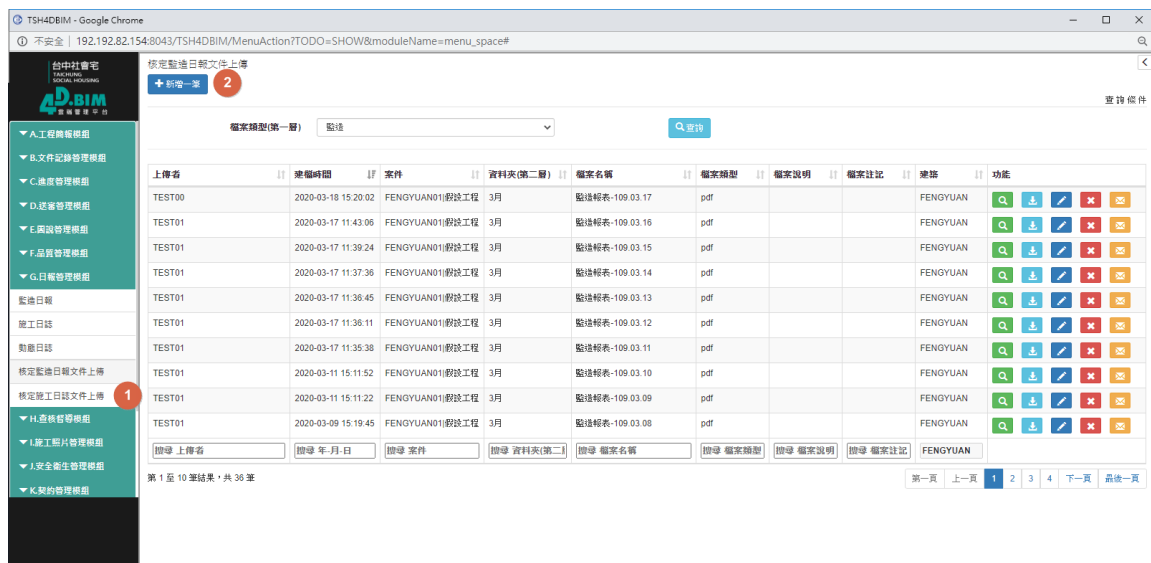 TSH4DBIM - Google Chrome
不安全 | 192.192.82.154:8043/TSH4DBIM/MenuAction?TODO=SHOW&moduleName=menu_space#
台中社會宅
TAICHUNG
SOCIAL HOUSING
4D.BIM
雲端管理平台
▼A.工程簡報模組
▼B.文件記錄管理模組
▼C.進度管理模組
▼D.送審管理模組
▼E.圖說管理模組
▼F.品質管理模組
▼G.日報管理模組
監造日報
施工日誌
勤惰日誌
核定監造日報文件上傳
核定施工日誌文件上傳
1
▼H.查核督導模組
▼I.施工照片管理模組
▼J.安全衛生管理模組
▼K.契約管理模組
核定監造日報文件上傳
新增一筆 2
查詢條件
檔案類型(第一層) 監造 查詢
上傳者 建檔時間 案件 資料夾(第二層) 檔案名稱 檔案類型 檔案說明 檔案註記 建築 功能
TEST00 2020-03-18 15:20:02 FENGYUAN01|假設工程 3月 監造報表-109.03.17 pdf FENGYUAN
TEST01 2020-03-17 11:43:06 FENGYUAN01|假設工程 3月 監造報表-109.03.16 pdf FENGYUAN
TEST01 2020-03-17 11:39:24 FENGYUAN01|假設工程 3月 監造報表-109.03.15 pdf FENGYUAN
TEST01 2020-03-17 11:37:36 FENGYUAN01|假設工程 3月 監造報表-109.03.14 pdf FENGYUAN
TEST01 2020-03-17 11:36:45 FENGYUAN01|假設工程 3月 監造報表-109.03.13 pdf FENGYUAN
TEST01 2020-03-17 11:36:11 FENGYUAN01|假設工程 3月 監造報表-109.03.12 pdf FENGYUAN
TEST01 2020-03-17 11:35:38 FENGYUAN01|假設工程 3月 監造報表-109.03.11 pdf FENGYUAN
TEST01 2020-03-11 15:11:52 FENGYUAN01|假設工程 3月 監造報表-109.03.10 pdf FENGYUAN
TEST01 2020-03-11 15:11:22 FENGYUAN01|假設工程 3月 監造報表-109.03.09 pdf FENGYUAN
TEST01 2020-03-09 15:19:45 FENGYUAN01|假設工程 3月 監造報表-109.03.08 pdf FENGYUAN
搜尋 上傳者 搜尋 年-月-日 搜尋 案件 搜尋 資料夾(第二 搜尋 檔案名稱 搜尋 檔案類型 搜尋 檔案說明 搜尋 檔案註記 FENGYUAN
第 1 至 10 筆結果，共 36 筆
第一頁 上一頁 1 2 3 4 下一頁 最後一頁